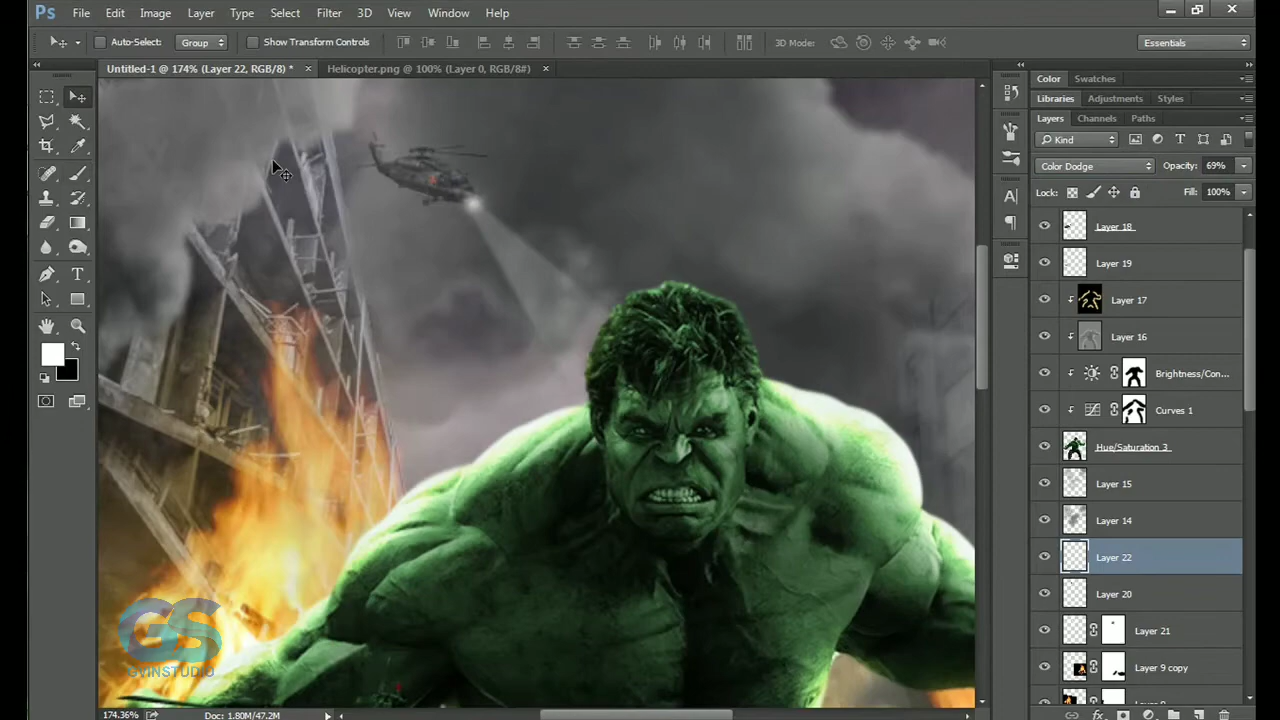 Ps File Edit Image Layer Type Select Filter 3D View Window Help
Auto-Select: Group Show Transform Controls 3D Mode: Essentials
Untitled-1 @ 174% (Layer 22, RGB/8) * × Helicopter.png @ 100% (Layer 0, RGB/8#) ×
Color Swatches
Libraries Adjustments Styles
Layers Channels Paths
Kind
Color Dodge Opacity: 69%
Lock: Fill: 100%
Layer 18
Layer 19
Layer 17
Layer 16
Brightness/Con...
Curves 1
Hue/Saturation 3
Layer 15
Layer 14
Layer 22
Layer 20
Layer 21
Layer 9 copy
GS
GVINSTUDIO
174.36% Doc: 1.80M/47.2M